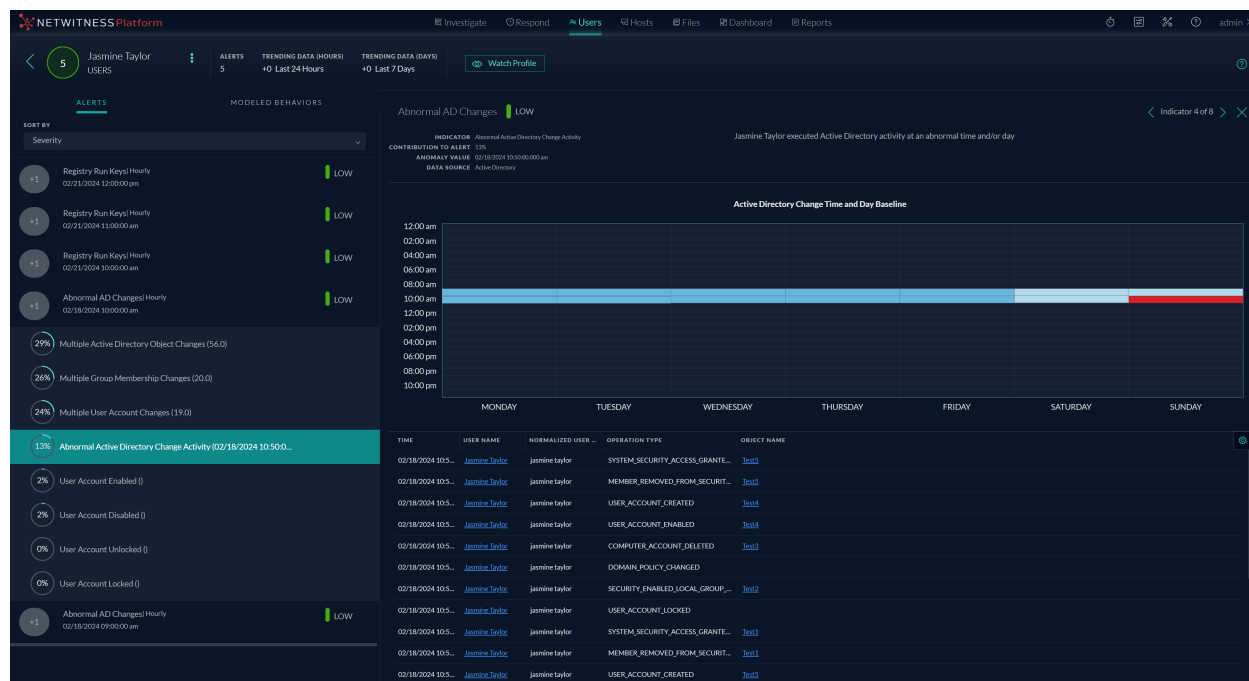 NETWITNESS Platform
Investigate Respond Users Hosts Files Dashboard Reports admin
5 Jasmine Taylor
USERS
ALERTS TRENDING DATA (HOURS) TRENDING DATA (DAYS)
5 +0 Last 24 Hours +0 Last 7 Days
Watch Profile
ALERTS MODELED BEHAVIORS
SORT BY
Severity
+1 Registry Run Keys| Hourly LOW
02/21/2024 12:00:00 pm
+1 Registry Run Keys| Hourly LOW
02/21/2024 11:00:00 am
+1 Registry Run Keys| Hourly LOW
02/21/2024 10:00:00 am
+1 Abnormal AD Changes| Hourly LOW
02/18/2024 10:00:00 am
29% Multiple Active Directory Object Changes (56.0)
26% Multiple Group Membership Changes (20.0)
24% Multiple User Account Changes (19.0)
13% Abnormal Active Directory Change Activity (02/18/2024 10:50:0...
2% User Account Enabled ()
2% User Account Disabled ()
0% User Account Unlocked ()
0% User Account Locked ()
+1 Abnormal AD Changes| Hourly LOW
02/18/2024 09:00:00 am
Abnormal AD Changes LOW
Indicator 4 of 8
INDICATOR Abnormal Active Directory Change Activity
CONTRIBUTION TO ALERT 13%
ANOMALY VALUE 02/18/2024 10:50:00.000 am
DATA SOURCE Active Directory
Jasmine Taylor executed Active Directory activity at an abnormal time and/or day
Active Directory Change Time and Day Baseline
12:00 am
02:00 am
04:00 am
06:00 am
08:00 am
10:00 am
12:00 pm
02:00 pm
04:00 pm
06:00 pm
08:00 pm
10:00 pm
MONDAY TUESDAY WEDNESDAY THURSDAY FRIDAY SATURDAY SUNDAY
TIME USER NAME NORMALIZED USER ... OPERATION TYPE OBJECT NAME
02/18/2024 10:5... Jasmine Taylor jasmine taylor SYSTEM_SECURITY_ACCESS_GRANTE... Test5
02/18/2024 10:5... Jasmine Taylor jasmine taylor MEMBER_REMOVED_FROM_SECURIT... Test5
02/18/2024 10:5... Jasmine Taylor jasmine taylor USER_ACCOUNT_CREATED Test4
02/18/2024 10:5... Jasmine Taylor jasmine taylor USER_ACCOUNT_ENABLED Test4
02/18/2024 10:5... Jasmine Taylor jasmine taylor COMPUTER_ACCOUNT_DELETED Test3
02/18/2024 10:5... Jasmine Taylor jasmine taylor DOMAIN_POLICY_CHANGED
02/18/2024 10:5... Jasmine Taylor jasmine taylor SECURITY_ENABLED_LOCAL_GROUP_... Test2
02/18/2024 10:5... Jasmine Taylor jasmine taylor USER_ACCOUNT_LOCKED
02/18/2024 10:5... Jasmine Taylor jasmine taylor SYSTEM_SECURITY_ACCESS_GRANTE... Test1
02/18/2024 10:5... Jasmine Taylor jasmine taylor MEMBER_REMOVED_FROM_SECURIT... Test1
02/18/2024 10:5... Jasmine Taylor jasmine taylor USER_ACCOUNT_CREATED Test5